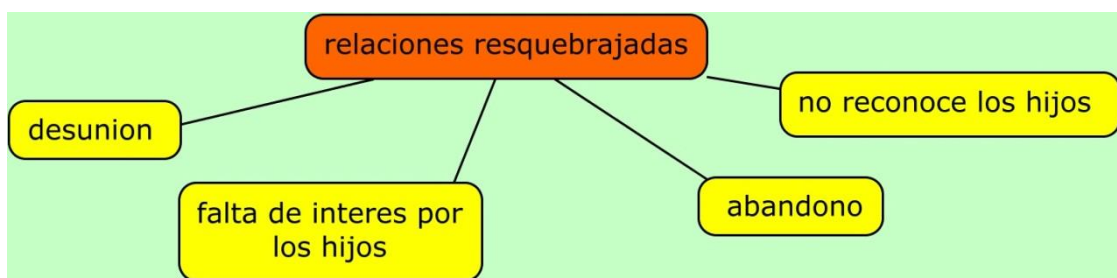 relaciones resquebrajadas
no reconoce los hijos
desunion
abandono
falta de interes por
los hijos